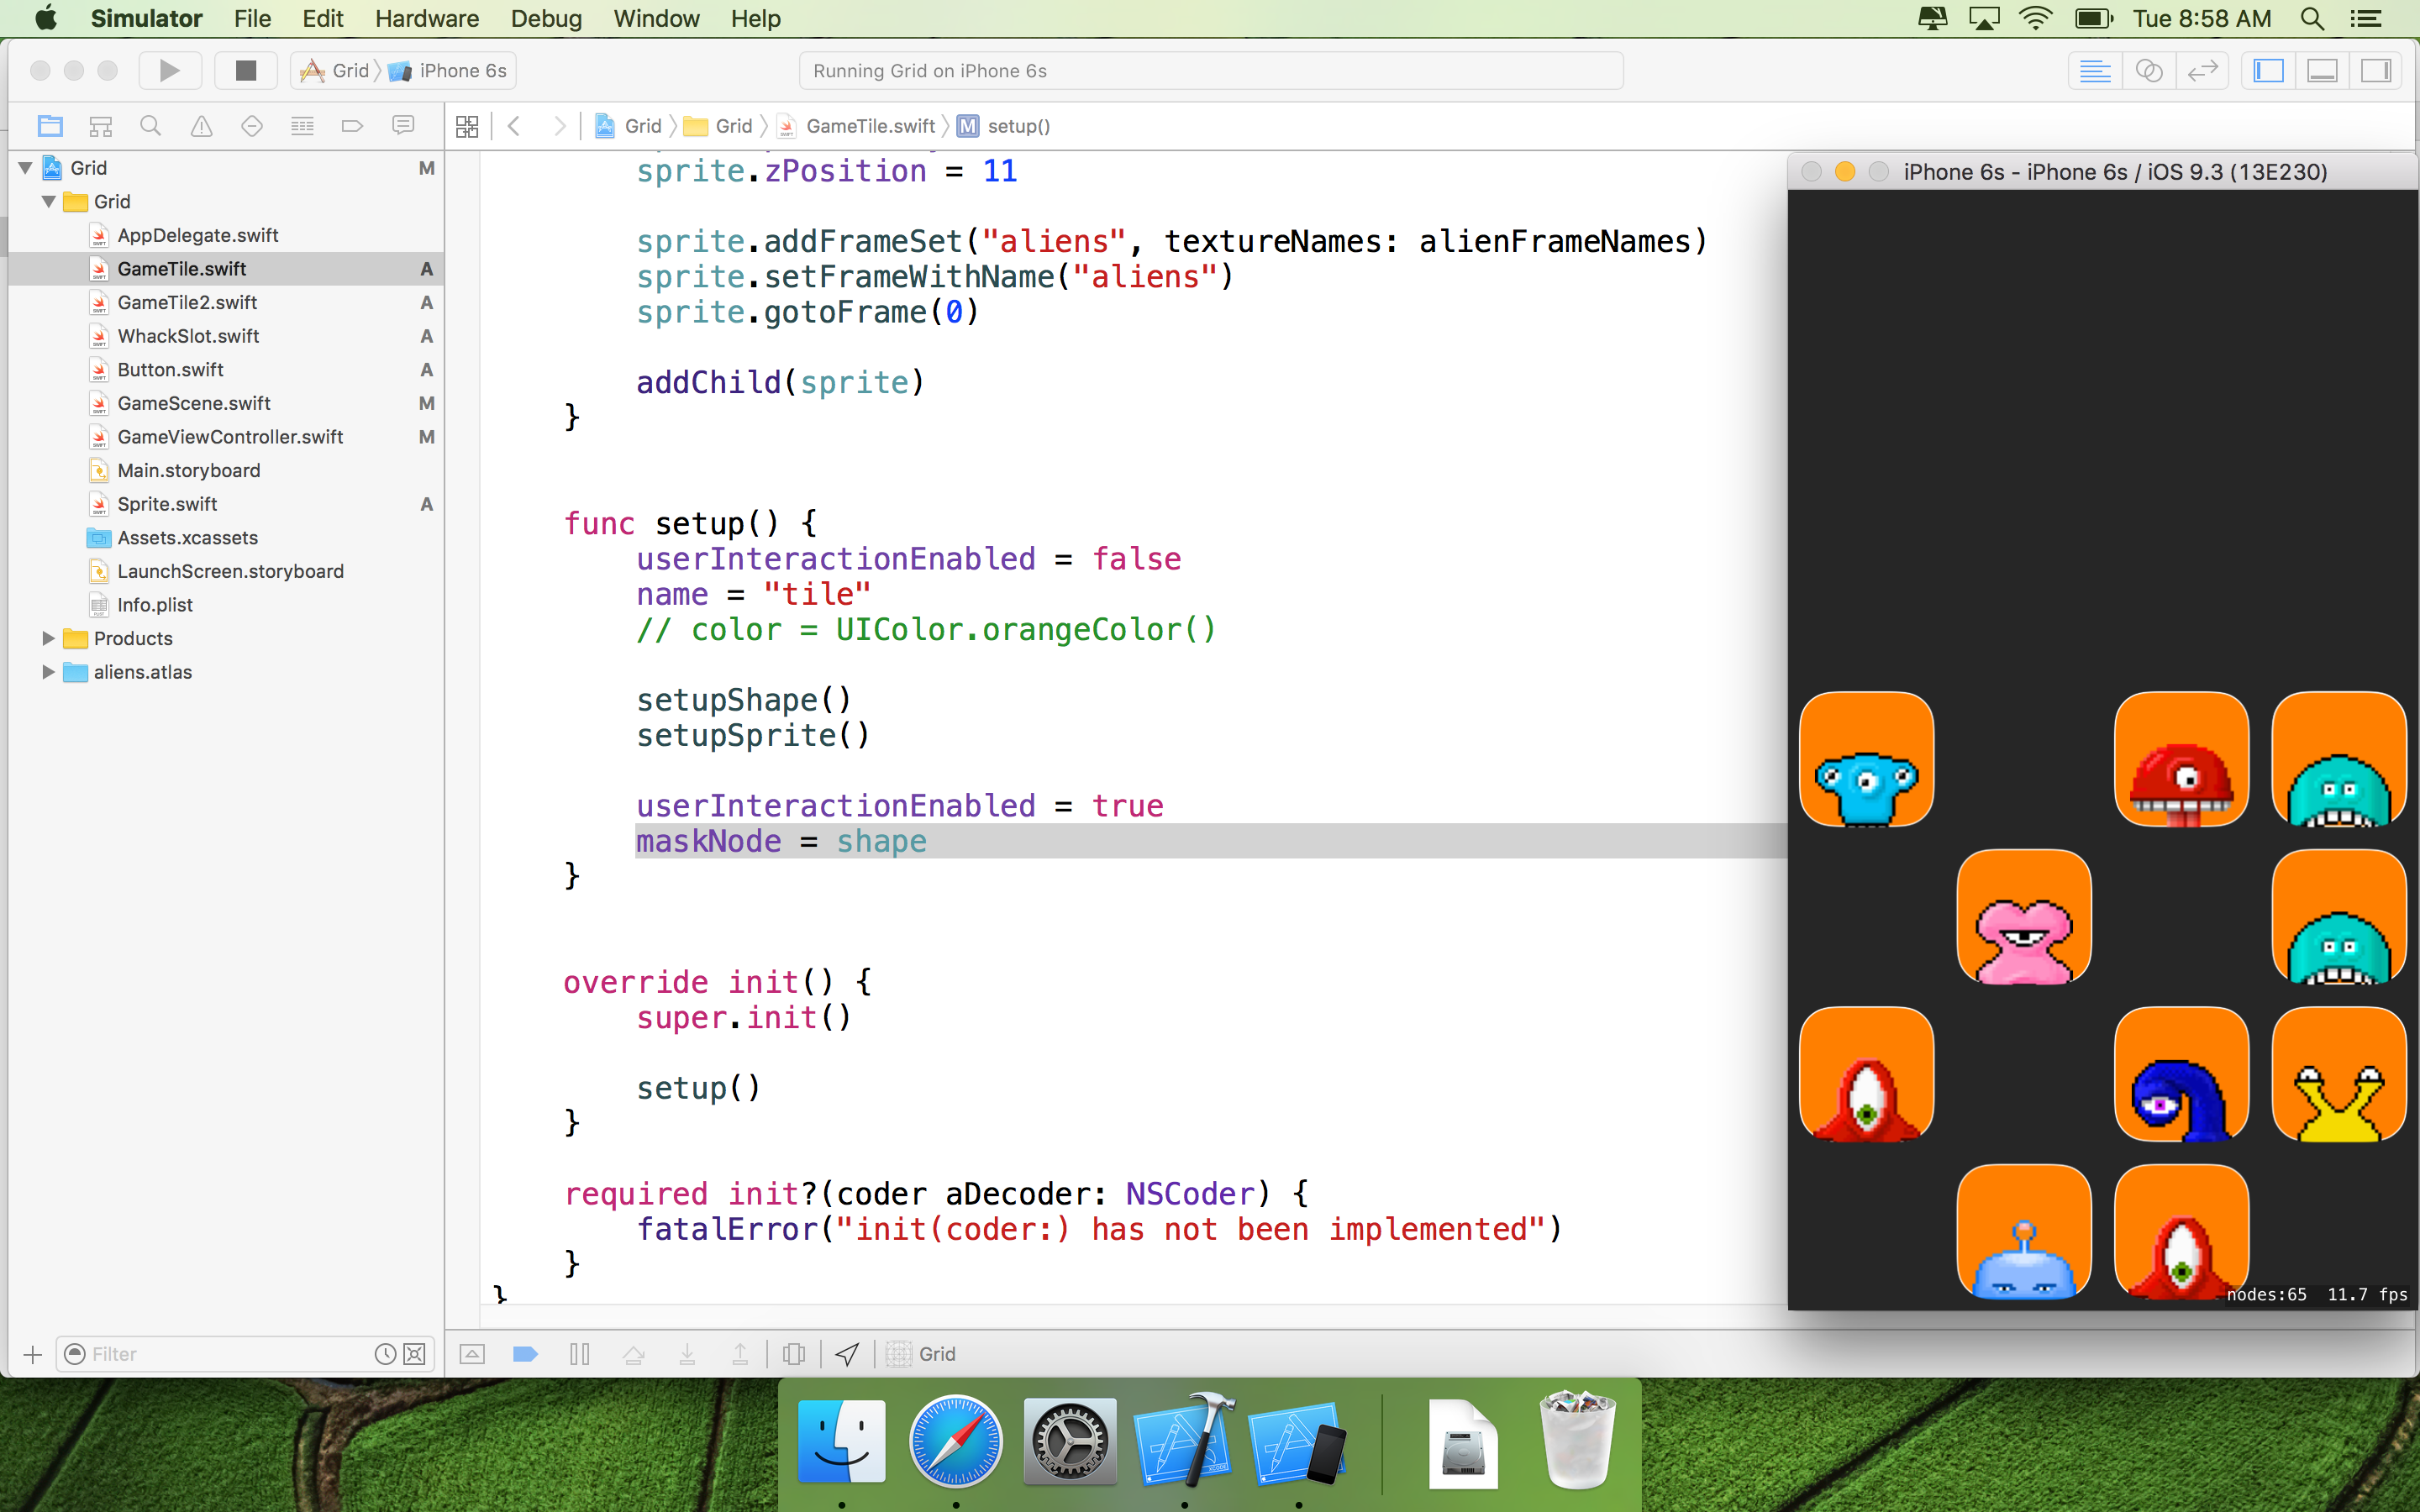 Simulator File Edit Hardware Debug Window Help Tue 8:58 AM
Grid iPhone 6s Running Grid on iPhone 6s
Grid Grid GameTile.swift M setup()
Grid M
Grid
AppDelegate.swift
GameTile.swift A
GameTile2.swift A
WhackSlot.swift A
Button.swift A
GameScene.swift M
GameViewController.swift M
Main.storyboard
Sprite.swift A
Assets.xcassets
LaunchScreen.storyboard
Info.plist
Products
aliens.atlas
Filter
sprite.zPosition = 11
sprite.addFrameSet("aliens", textureNames: alienFrameNames)
sprite.setFrameWithName("aliens")
sprite.gotoFrame(0)
addChild(sprite)
}
func setup() {
userInteractionEnabled = false
name = "tile"
// color = UIColor.orangeColor()
setupShape()
setupSprite()
userInteractionEnabled = true
maskNode = shape
}
override init() {
super.init()
setup()
}
required init?(coder aDecoder: NSCoder) {
fatalError("init(coder:) has not been implemented")
}
}
Grid
iPhone 6s - iPhone 6s / iOS 9.3 (13E230)
nodes:65 11.7 fps